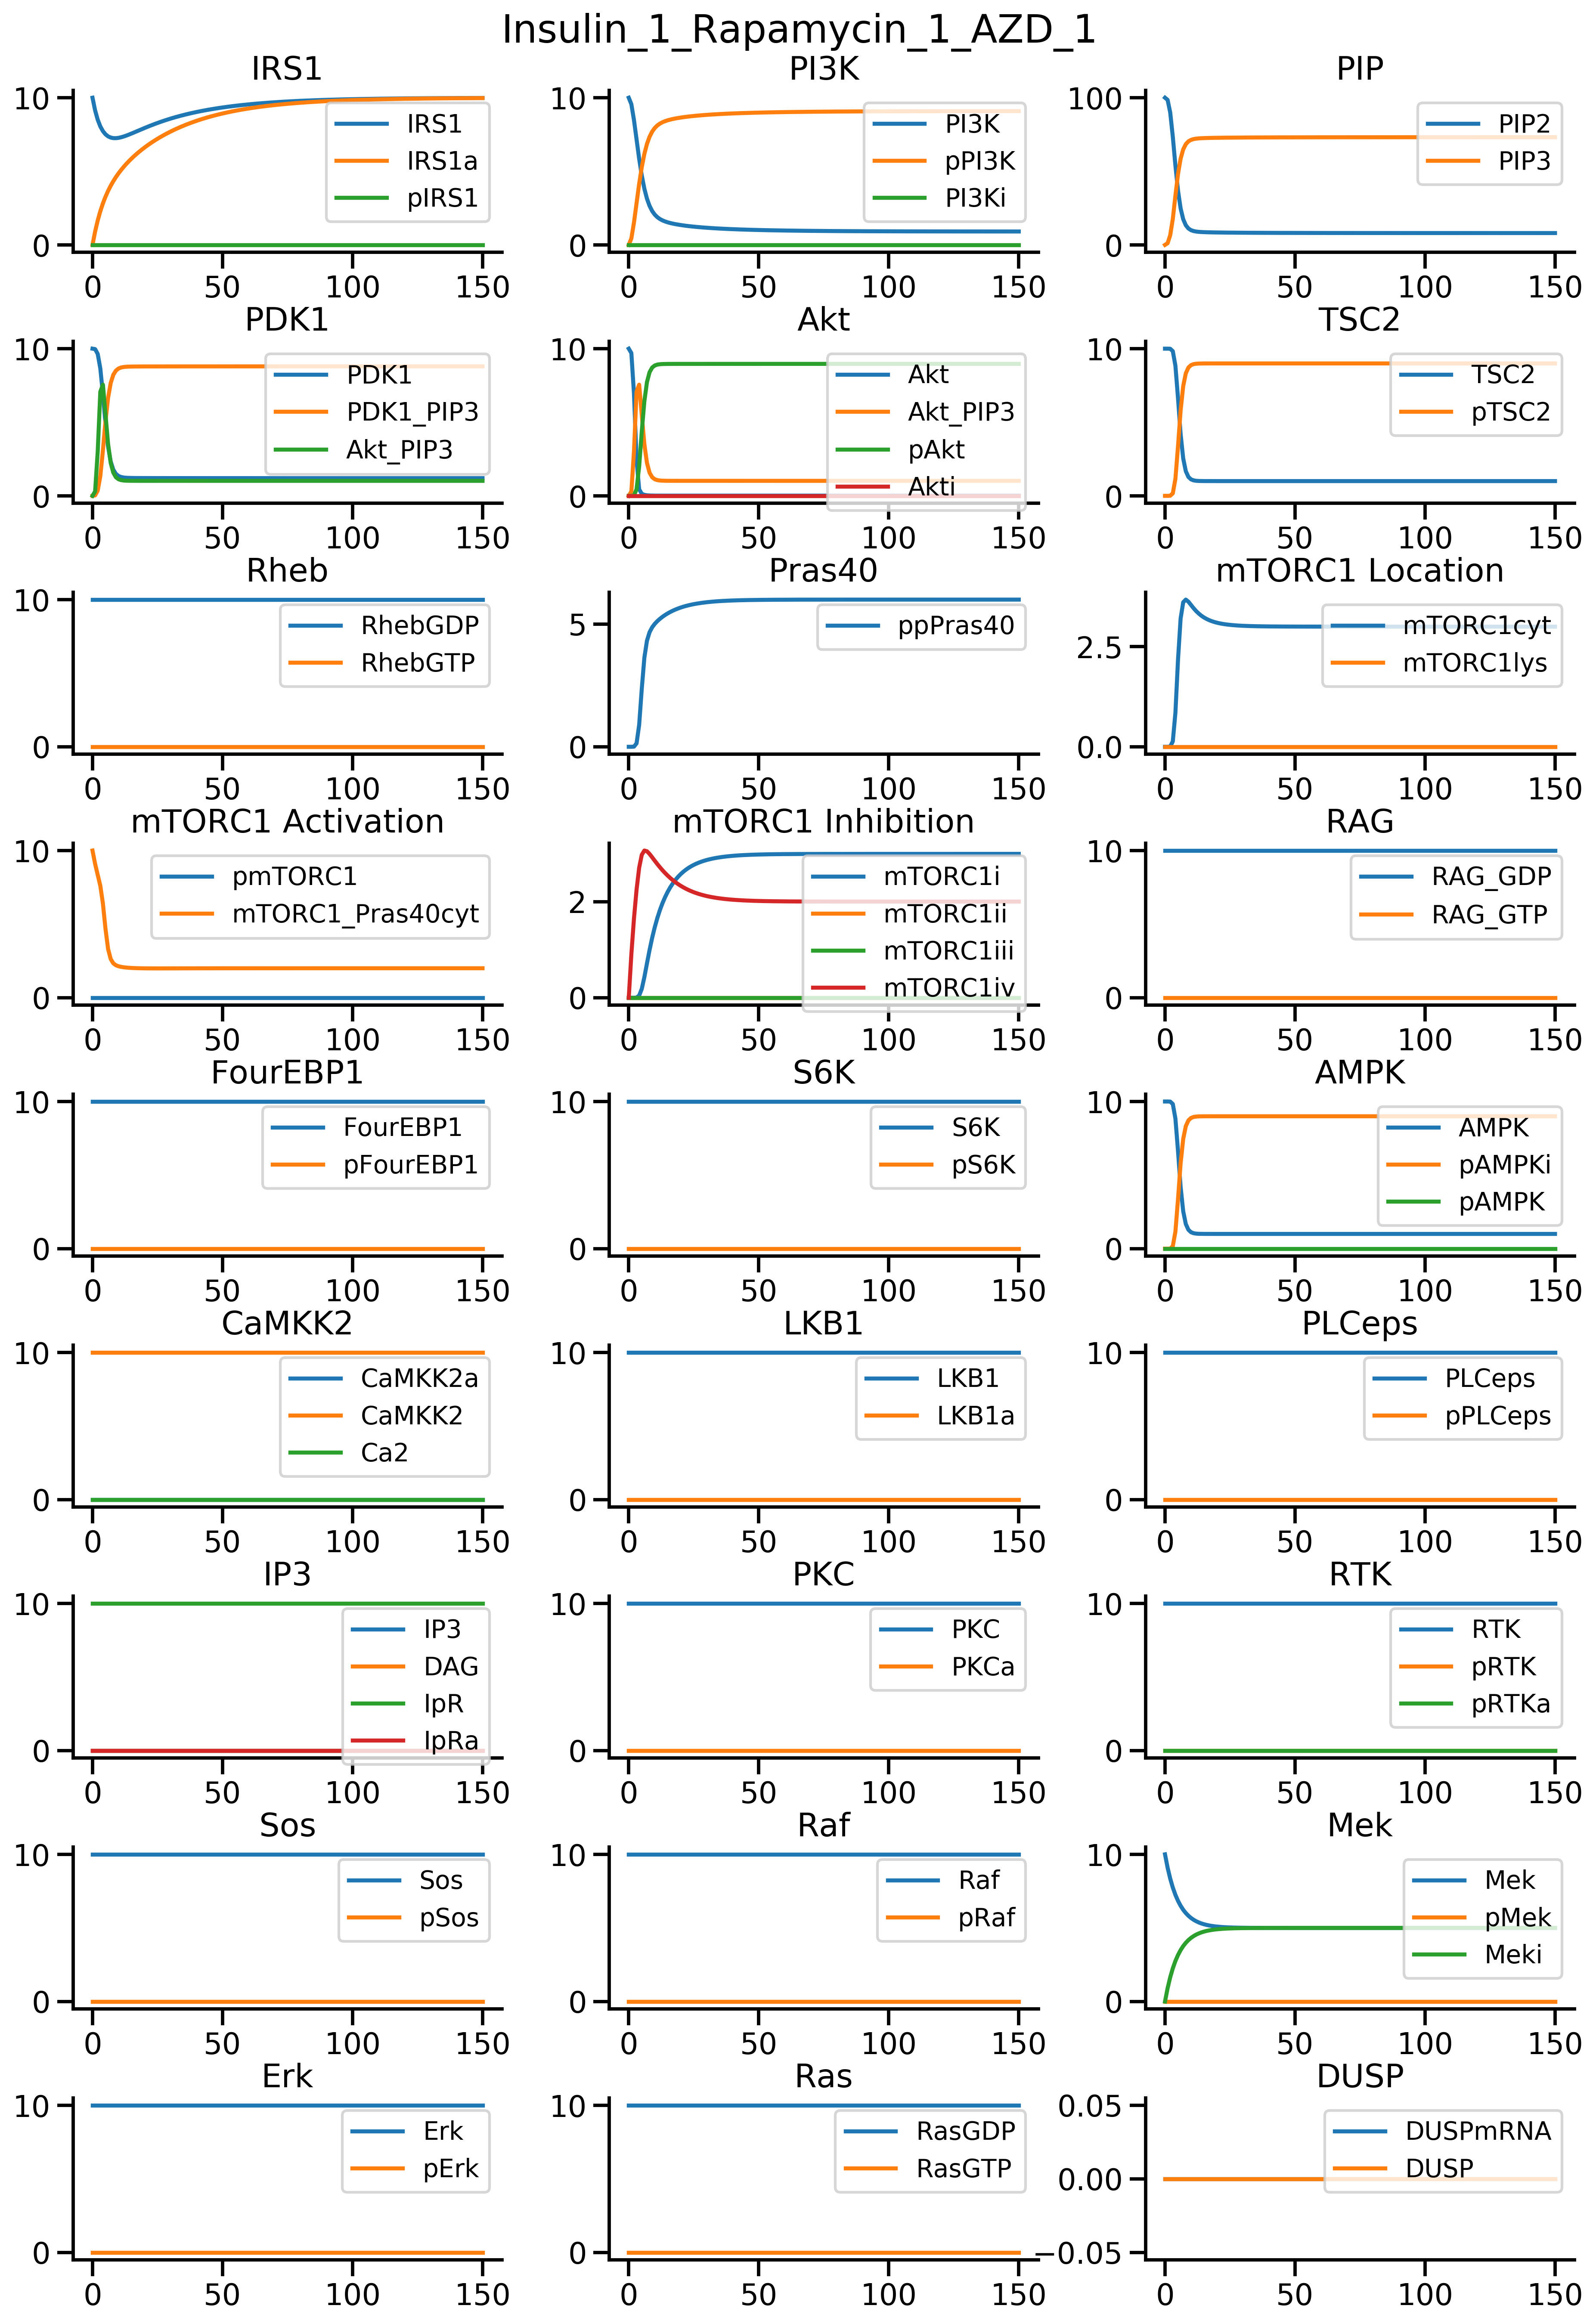 Insulin_1_Rapamycin_1_AZD_1
IRS1
10
0
IRS1
IRS1a
pIRS1
0 50 100 150
PI3K
10
0
PI3K
pPI3K
PI3Ki
0 50 100 150
PIP
100
0
PIP2
PIP3
0 50 100 150
PDK1
10
0
PDK1
PDK1_PIP3
Akt_PIP3
0 50 100 150
Akt
10
0
Akt
Akt_PIP3
pAkt
Akti
0 50 100 150
TSC2
10
0
TSC2
pTSC2
0 50 100 150
Rheb
10
0
RhebGDP
RhebGTP
0 50 100 150
Pras40
5
0
ppPras40
0 50 100 150
mTORC1 Location
2.5
0.0
mTORC1cyt
mTORC1lys
0 50 100 150
mTORC1 Activation
10
0
pmTORC1
mTORC1_Pras40cyt
0 50 100 150
mTORC1 Inhibition
2
0
mTORC1i
mTORC1ii
mTORC1iii
mTORC1iv
0 50 100 150
RAG
10
0
RAG_GDP
RAG_GTP
0 50 100 150
FourEBP1
10
0
FourEBP1
pFourEBP1
0 50 100 150
S6K
10
0
S6K
pS6K
0 50 100 150
AMPK
10
0
AMPK
pAMPKi
pAMPK
0 50 100 150
CaMKK2
10
0
CaMKK2a
CaMKK2
Ca2
0 50 100 150
LKB1
10
0
LKB1
LKB1a
0 50 100 150
PLCeps
10
0
PLCeps
pPLCeps
0 50 100 150
IP3
10
0
IP3
DAG
IpR
IpRa
0 50 100 150
PKC
10
0
PKC
PKCa
0 50 100 150
RTK
10
0
RTK
pRTK
pRTKa
0 50 100 150
Sos
10
0
Sos
pSos
0 50 100 150
Raf
10
0
Raf
pRaf
0 50 100 150
Mek
10
0
Mek
pMek
Meki
0 50 100 150
Erk
10
0
Erk
pErk
0 50 100 150
Ras
10
0
RasGDP
RasGTP
0 50 100 150
DUSP
0.05
0.00
−0.05
DUSPmRNA
DUSP
0 50 100 150